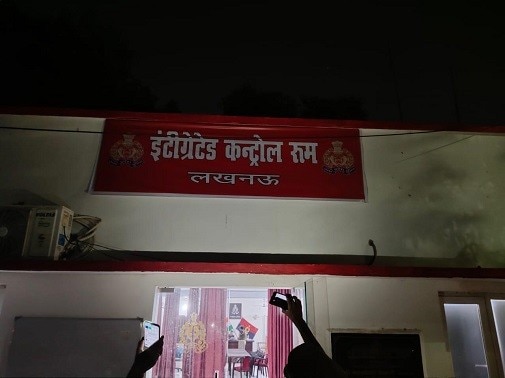 इंटीग्रेटेड कन्ट्रोल रूम
लखनऊ